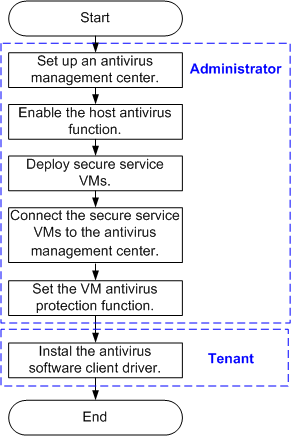 Start
Set up an antivirus
management center.
Administrator
Enable the host antivirus
function.
Deploy secure service
VMs.
Connect the secure service
VMs to the antivirus
management center.
Set the VM antivirus
protection function.
Instal the antivirus
software client driver.
Tenant
End